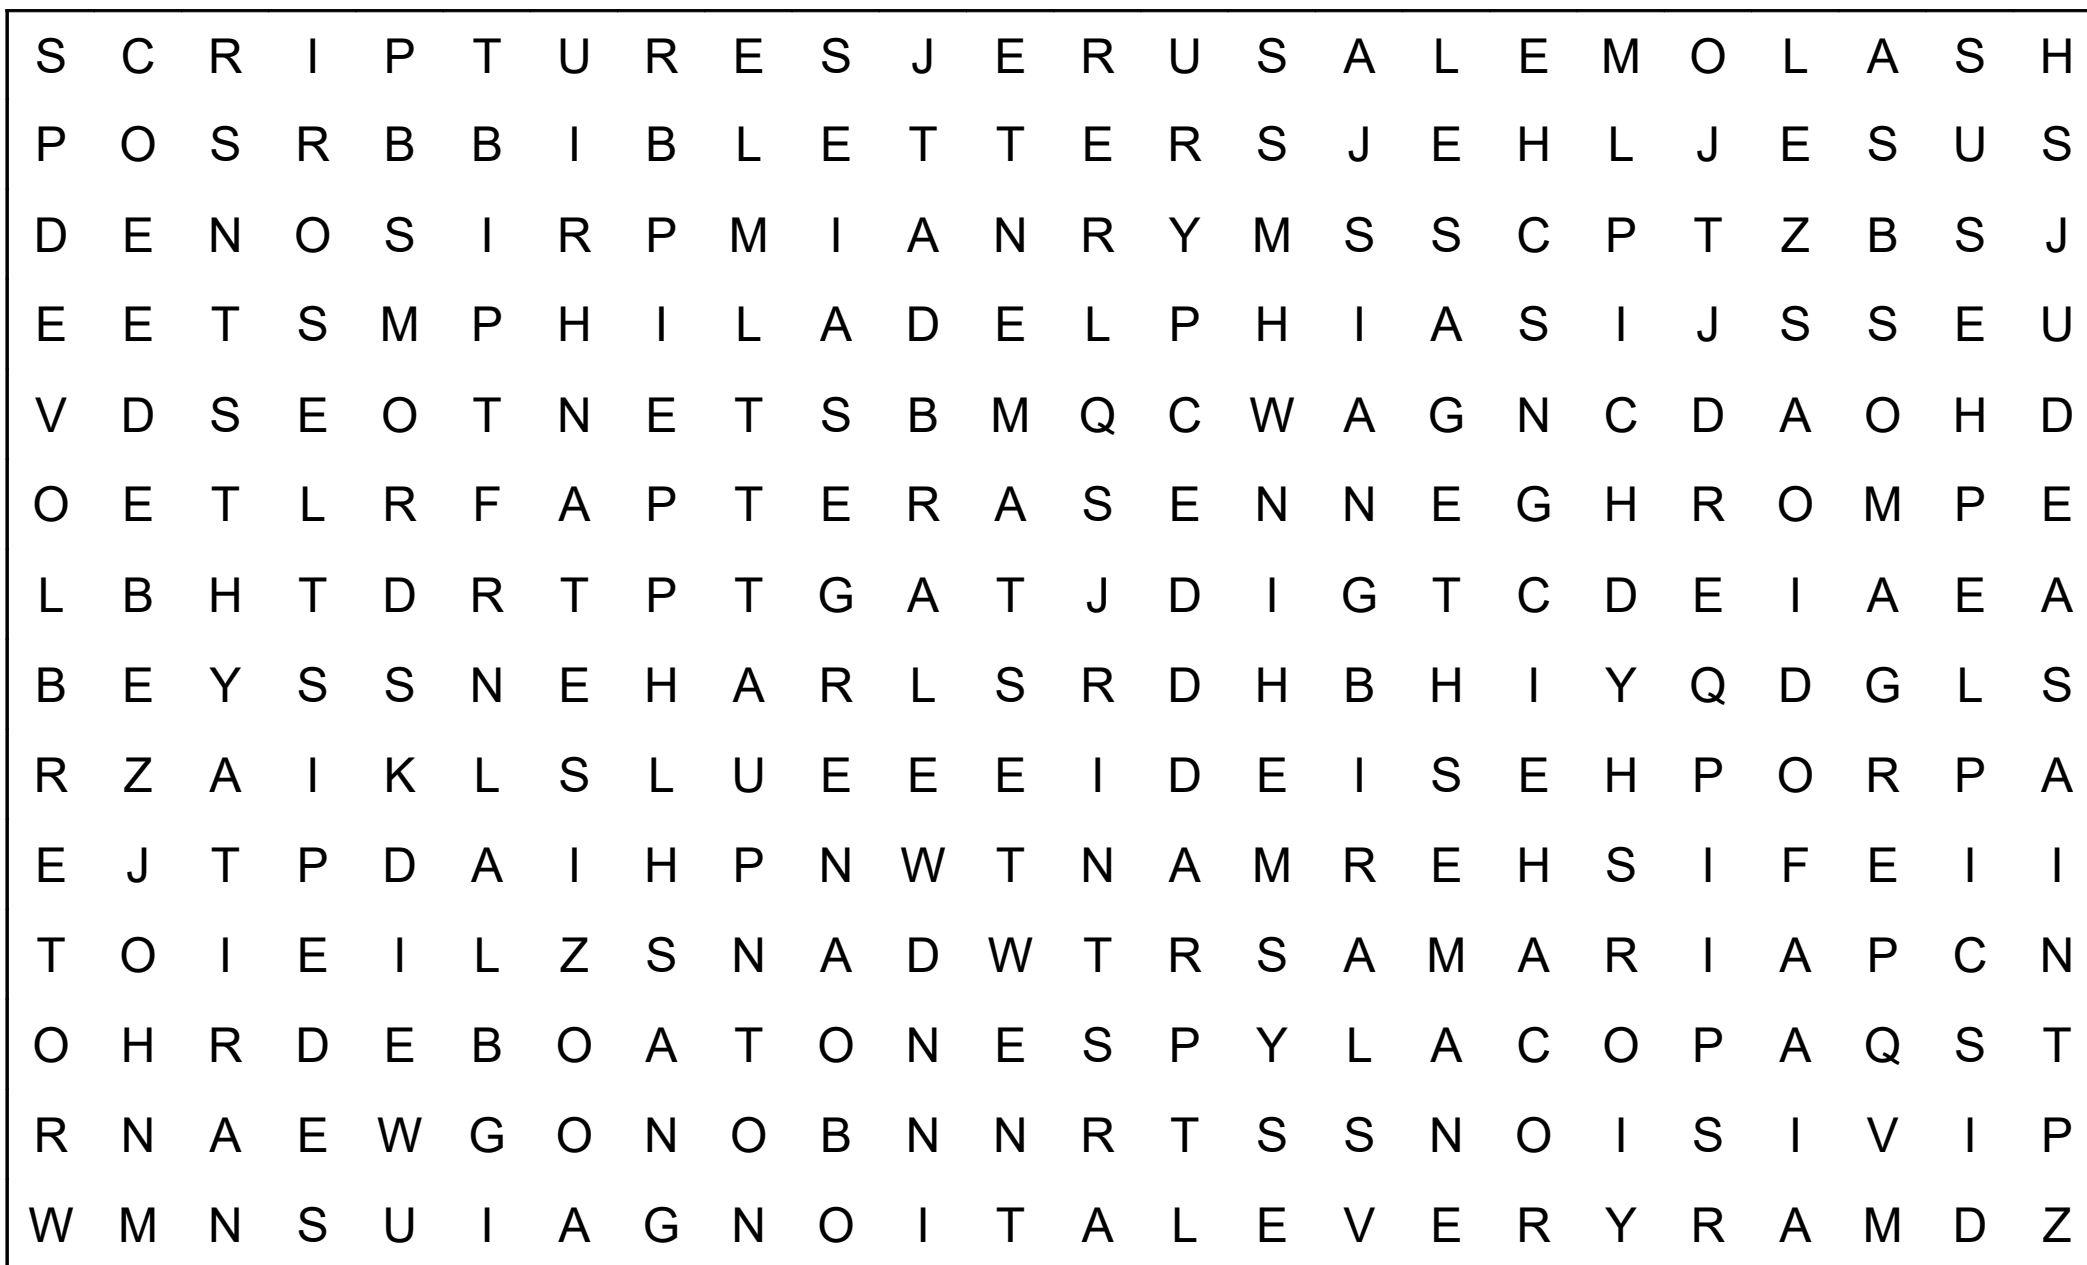 S C R I P T U R E S J E R U S A L E M O L A S H
P O S R B B I B L E T T E R S J E H L J E S U S
D E N O S I R P M I A N R Y M S S C P T Z B S J
E E T S M P H I L A D E L P H I A S I J S S E U
V D S E O T N E T S B M Q C W A G N C D A O H D
O E T L R F A P T E R A S E N N E G H R O M P E
L B H T D R T P T G A T J D I G T C D E I A E A
B E Y S S N E H A R L S R D H B H I Y Q D G L S
R Z A I K L S L U E E E I D E I S E H P O R P A
E J T P D A I H P N W T N A M R E H S I F E I I
T O I E I L Z S N A D W T R S A M A R I A P C N
O H R D E B O A T O N E S P Y L A C O P A Q S T
R N A E W G O N O B N N R T S S N O I S I V I P
W M N S U I A G N O I T A L E V E R Y R A M D Z